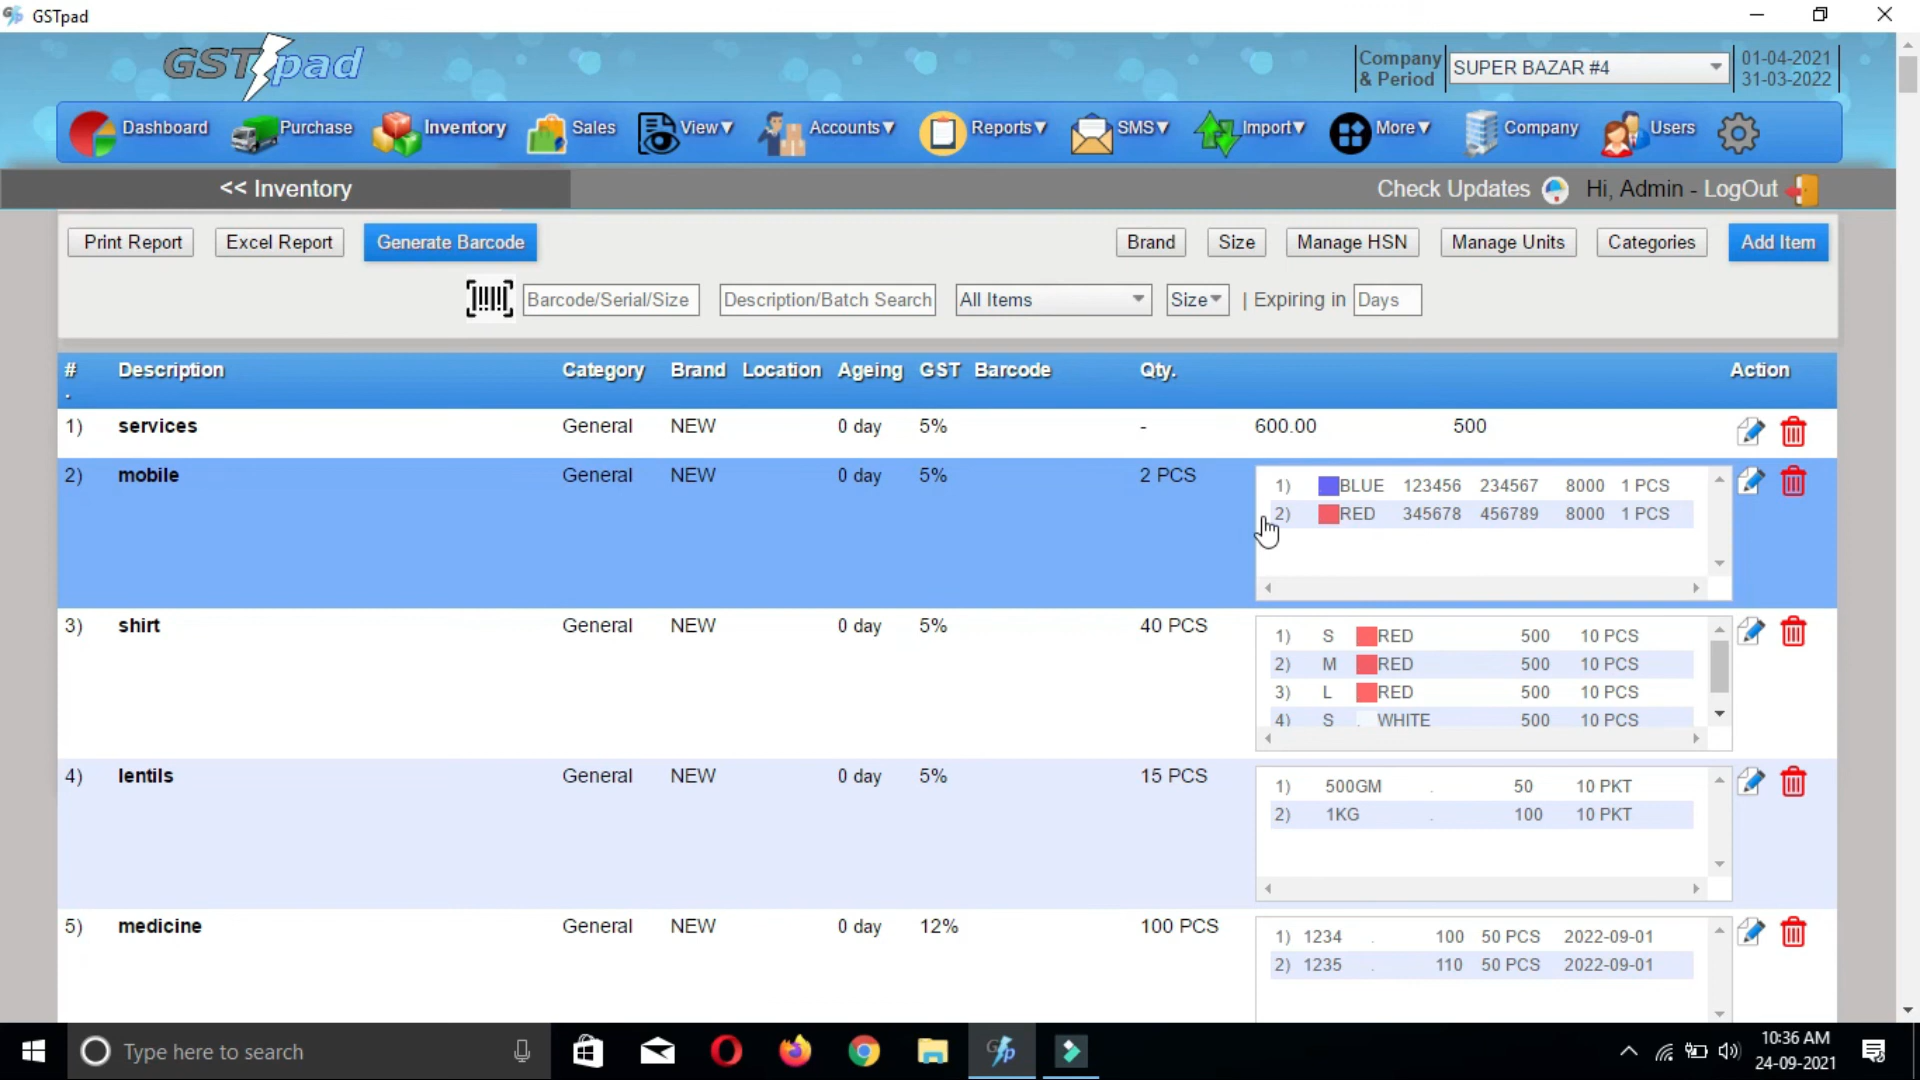 GSTpad
GSTpad
Company & Period SUPER BAZAR #4 01-04-2021 31-03-2022
Dashboard Purchase Inventory Sales View▼ Accounts▼ Reports▼ SMS▼ Import▼ More▼ Company Users
<< Inventory Check Updates Hi, Admin - LogOut
Print Report Excel Report Generate Barcode Brand Size Manage HSN Manage Units Categories Add Item
Barcode/Serial/Size Description/Batch Search All Items Size | Expiring in Days
#. Description Category Brand Location Ageing GST Barcode Qty. Action
1) services General NEW 0 day 5% - 600.00 500
2) mobile General NEW 0 day 5% 2 PCS
1) BLUE 123456 234567 8000 1 PCS
2) RED 345678 456789 8000 1 PCS
3) shirt General NEW 0 day 5% 40 PCS
1) S RED 500 10 PCS
2) M RED 500 10 PCS
3) L RED 500 10 PCS
4) S . WHITE 500 10 PCS
4) lentils General NEW 0 day 5% 15 PCS
1) 500GM . 50 10 PKT
2) 1KG . 100 10 PKT
5) medicine General NEW 0 day 12% 100 PCS
1) 1234 . 100 50 PCS 2022-09-01
2) 1235 . 110 50 PCS 2022-09-01
Type here to search
10:36 AM
24-09-2021